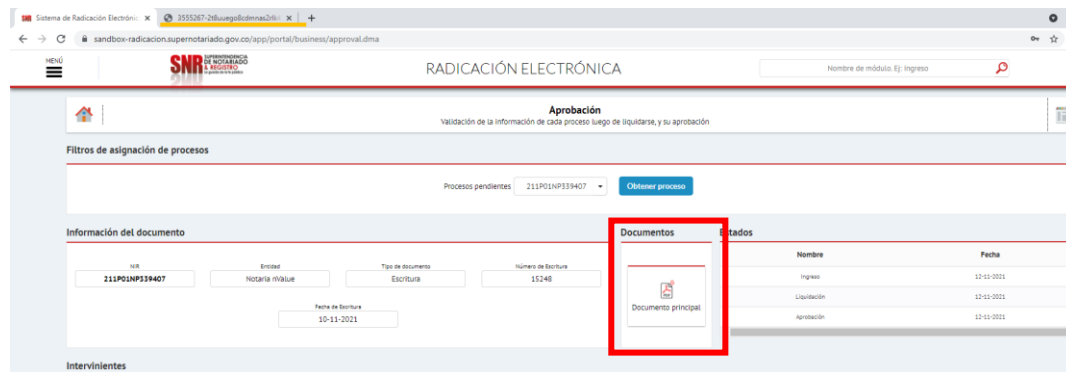 Sistema de Radicación Electróni
sandbox-radicacion.supernotariado.gov.co/app/portal/business/approval.dma
MENÚ
SNR SUPERINTENDENCIA DE NOTARIADO & REGISTRO
RADICACIÓN ELECTRÓNICA
Nombre de módulo. Ej: Ingreso
Aprobación
Validación de la información de cada proceso luego de liquidarse, y su aprobación
Filtros de asignación de procesos
Procesos pendientes 211P01NP339407 Obtener proceso
Información del documento
Documentos
Estados
NIR Entidad Tipo de documento Número de Escritura
211P01NP339407 Notaría nValue Escritura 15248
Fecha de Escritura
10-11-2021
Documento principal
Nombre Fecha
Ingreso 12-11-2021
Liquidación 12-11-2021
Aprobación 12-11-2021
Intervinientes